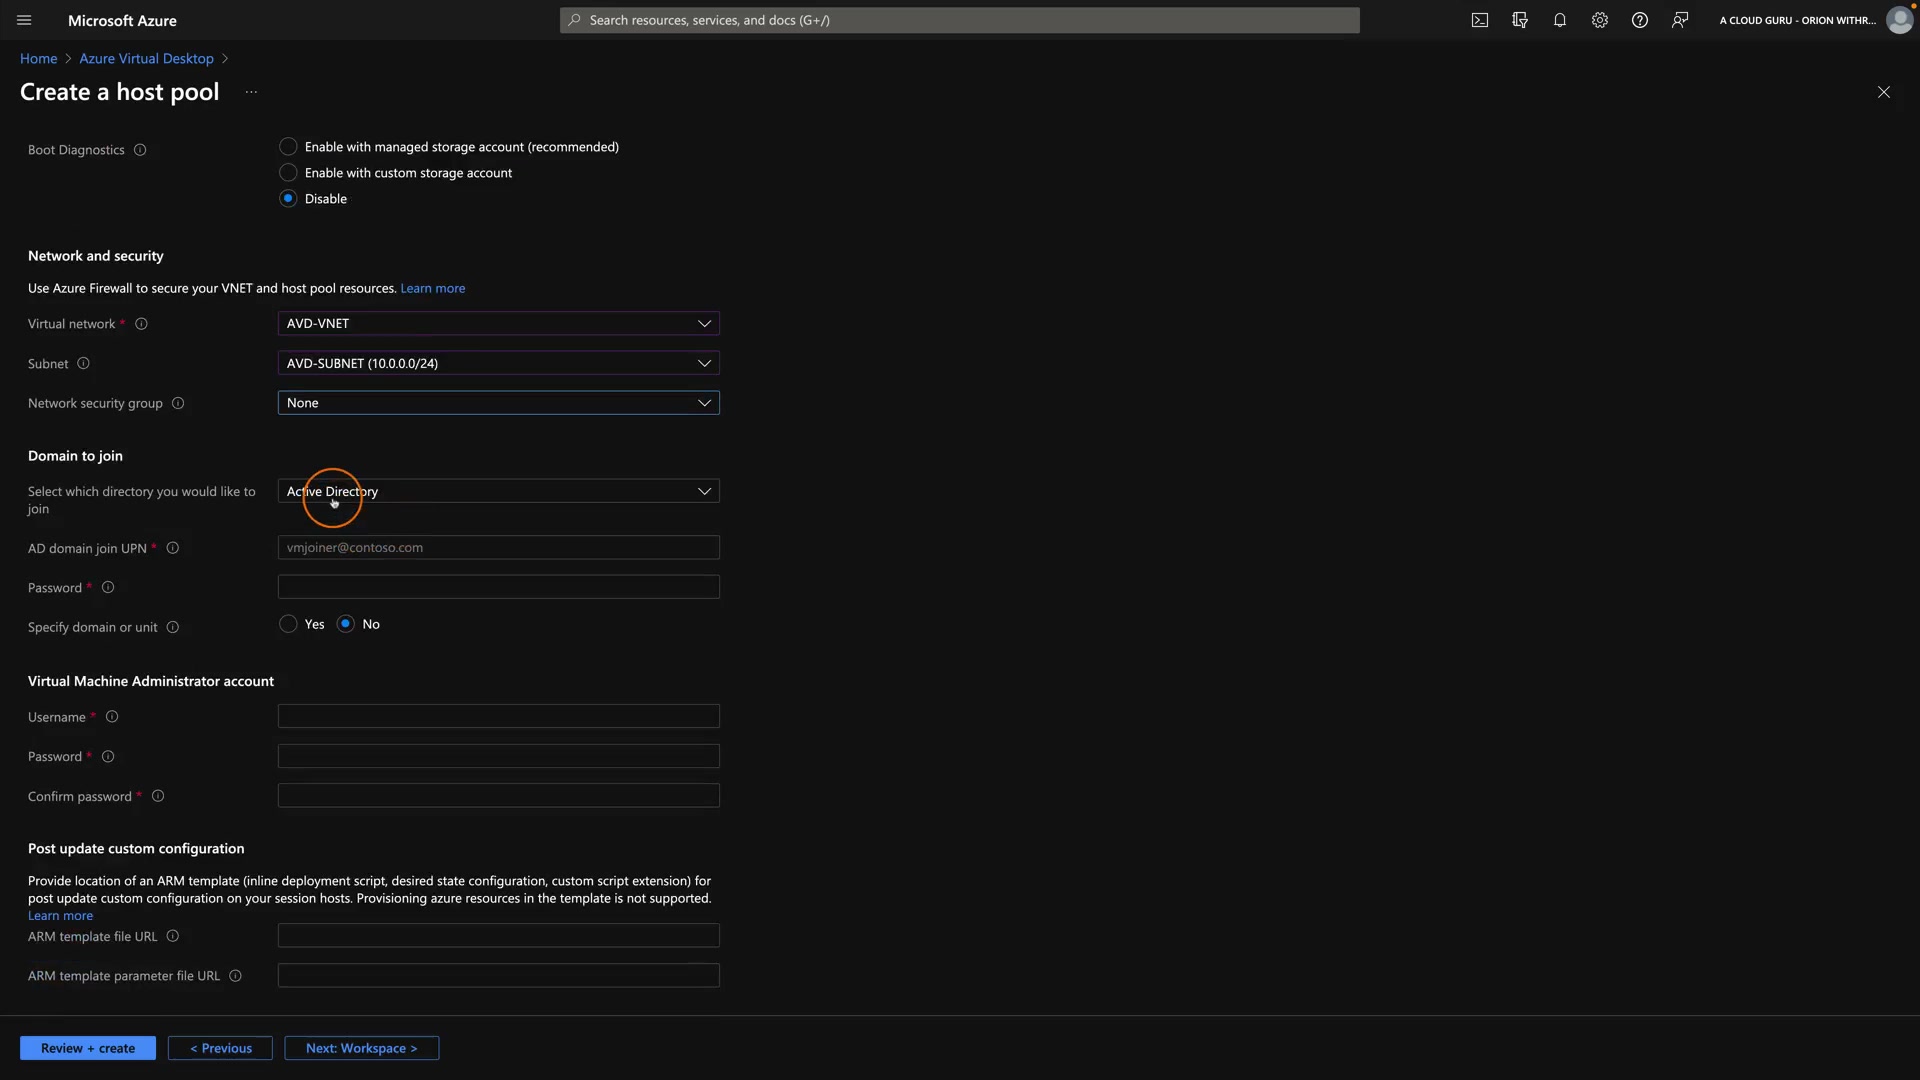 Microsoft Azure
Search resources, services, and docs (G+/)
A CLOUD GURU - ORION WITHR...
Home > Azure Virtual Desktop >
Create a host pool ...
Boot Diagnostics
Enable with managed storage account (recommended)
Enable with custom storage account
Disable
Network and security
Use Azure Firewall to secure your VNET and host pool resources. Learn more
Virtual network *
AVD-VNET
Subnet
AVD-SUBNET (10.0.0.0/24)
Network security group
None
Domain to join
Select which directory you would like to
join
Active Directory
AD domain join UPN *
vmjoiner@contoso.com
Password *
Specify domain or unit
Yes
No
Virtual Machine Administrator account
Username *
Password *
Confirm password *
Post update custom configuration
Provide location of an ARM template (inline deployment script, desired state configuration, custom script extension) for
post update custom configuration on your session hosts. Provisioning azure resources in the template is not supported.
Learn more
ARM template file URL
ARM template parameter file URL
Review + create
< Previous
Next: Workspace >